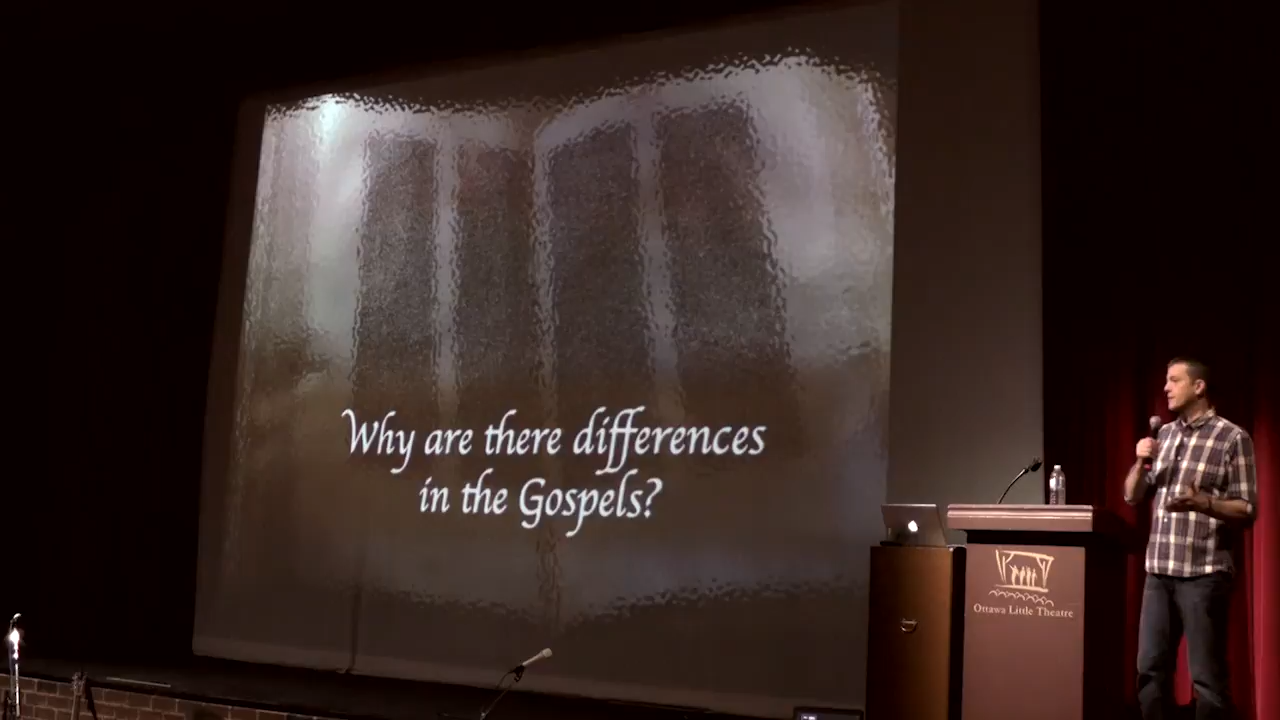 Why are there differences
in the Gospels?
Ottawa Little Theatre